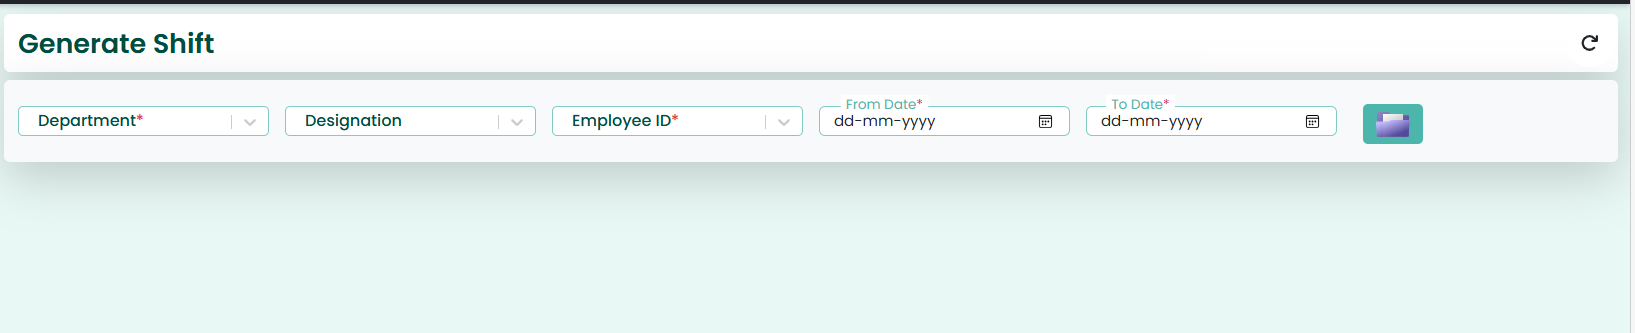 Generate Shift
Department*
Designation
Employee ID*
From Date*
dd-mm-yyyy
To Date*
dd-mm-yyyy